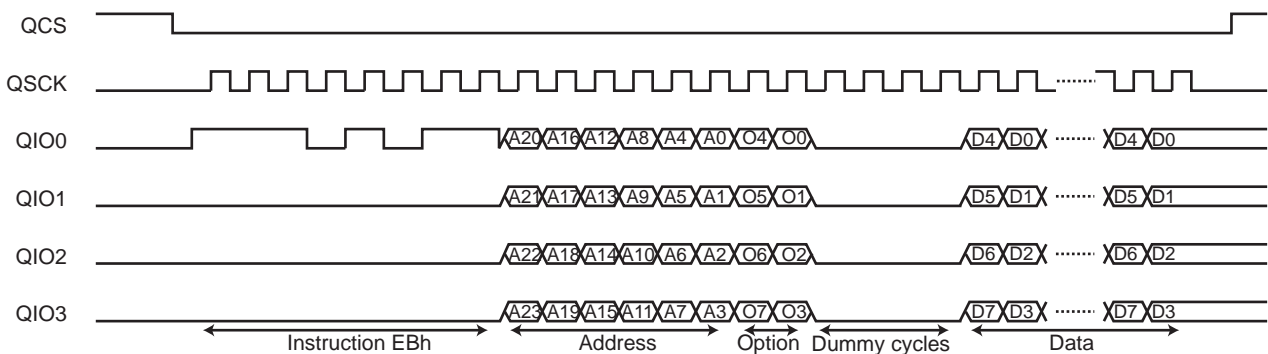 QCS
QSCK
QIO0 A20 A16 A12 A8 A4 A0 O4 O0 D4 D0 D4 D0
QIO1 A21 A17 A13 A9 A5 A1 O5 O1 D5 D1 D5 D1
QIO2 A22 A18 A14 A10 A6 A2 O6 O2 D6 D2 D6 D2
QIO3 A23 A19 A15 A11 A7 A3 O7 O3 D7 D3 D7 D3
Instruction EBh Address Option Dummy cycles Data